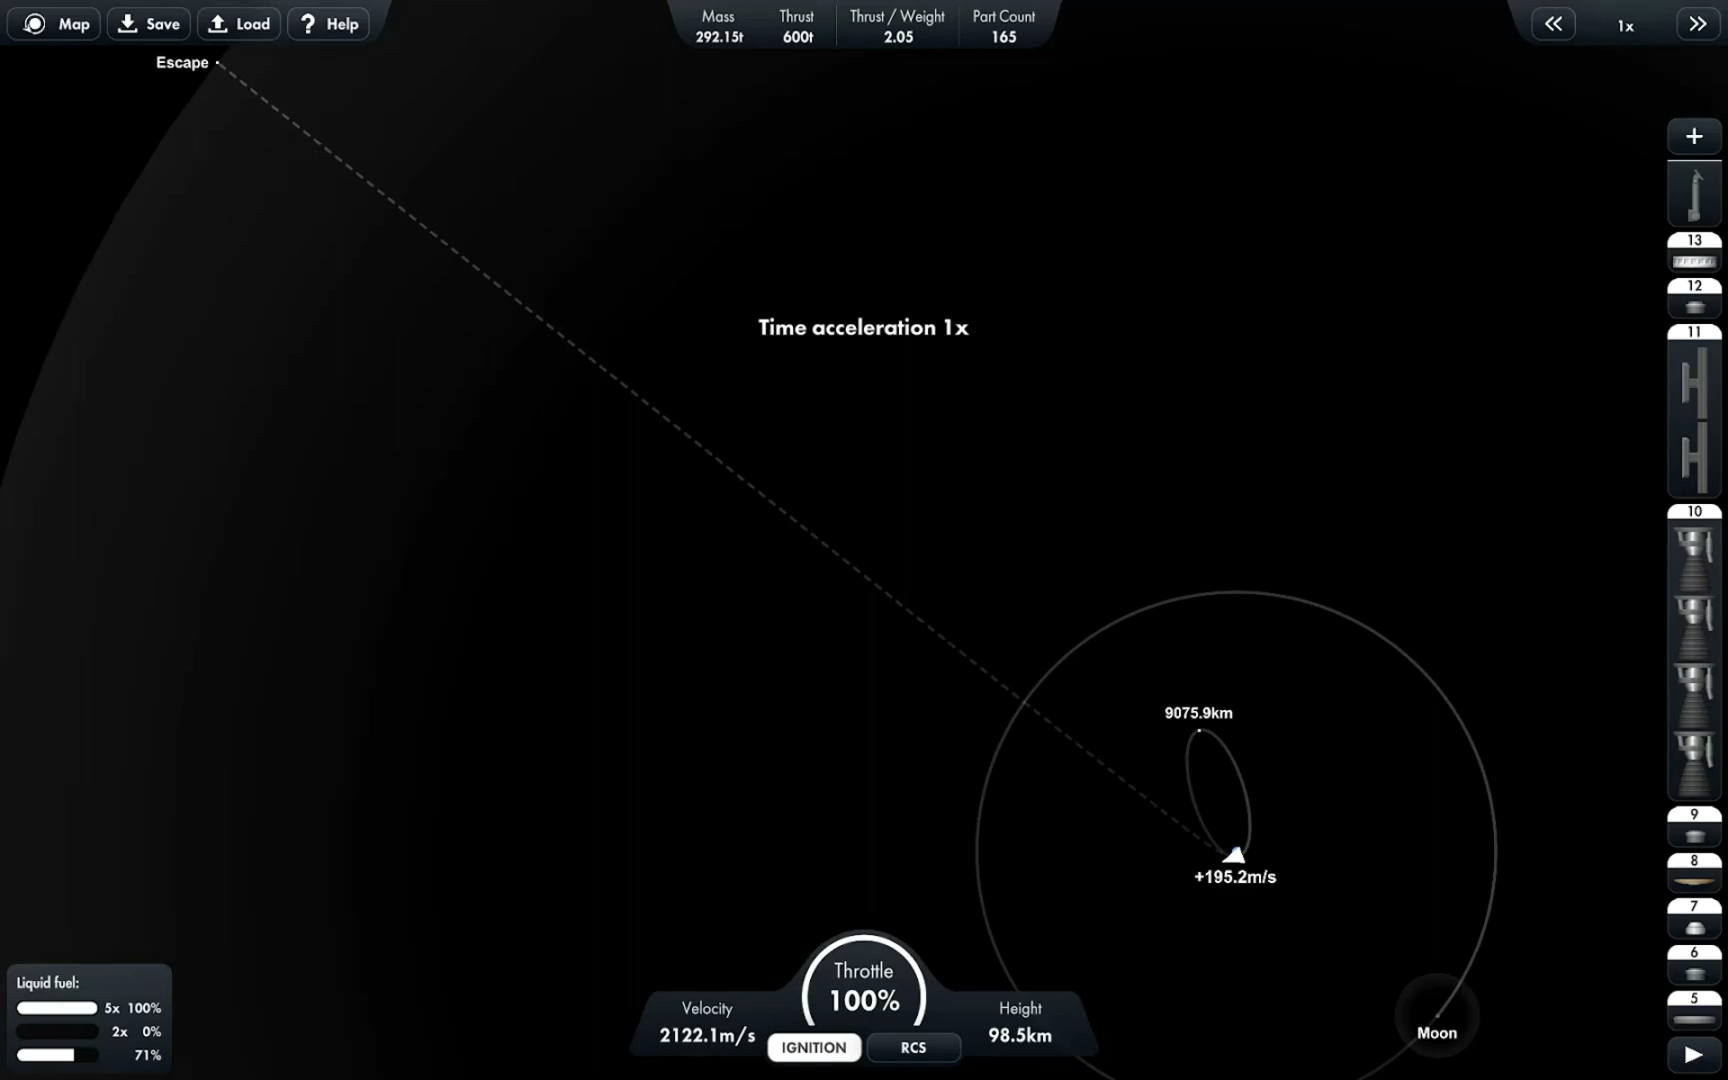 Map
Save
Load
? Help
Mass
292.15t
Thrust
600t
Thrust / Weight
2.05
Part Count
165
1x
Escape
Time acceleration 1x
13
12
11
10
9
8
7
6
5
9075.9km
+195.2m/s
Moon
Liquid fuel:
5x 100%
2x 0%
71%
Throttle
100%
Velocity
2122.1m/s
IGNITION
RCS
Height
98.5km